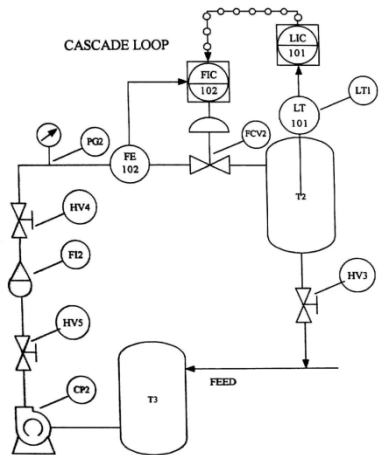 CASCADE LOOP
LIC
101
FIC
102
LT
101
LT1
PG2
FE
102
FCV2
T2
HV4
FI2
HV3
HV5
FEED
T3
CP2